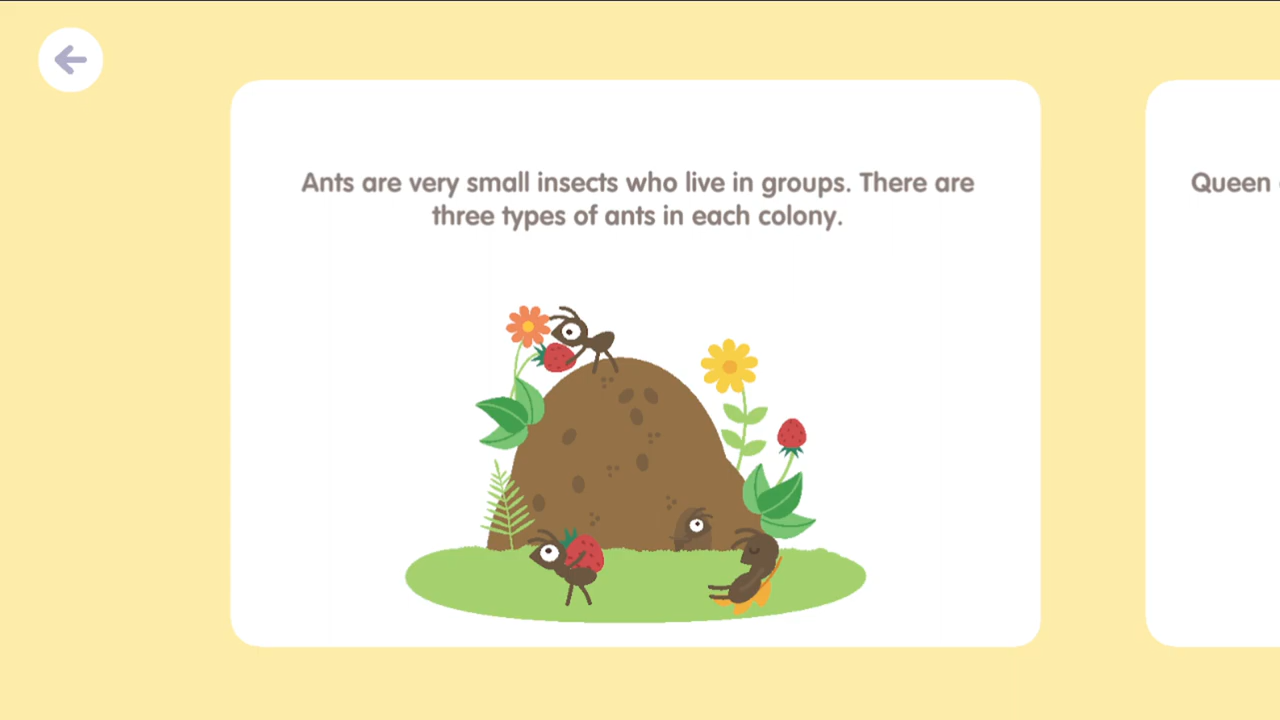 Ants are very small insects who live in groups. There are
three types of ants in each colony.
Queen